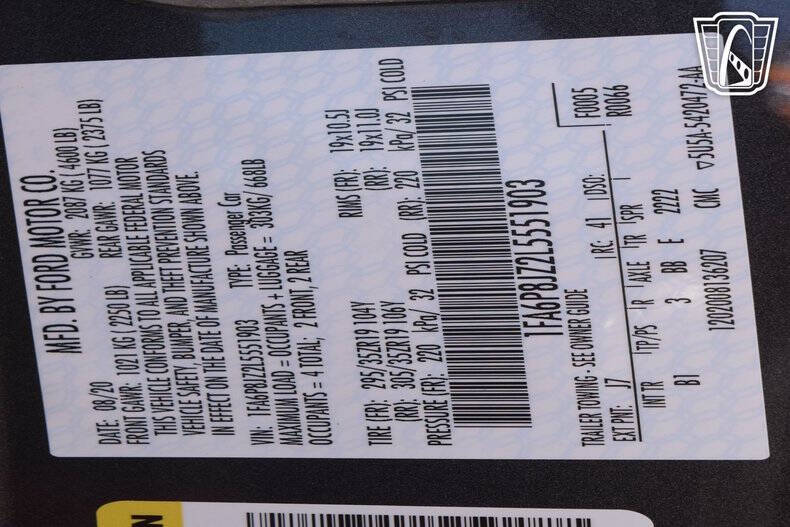 MFD. BY FORD MOTOR CO.
DATE: 08/20 GVWR: 2087 KG ( 4600 LB)
FRONT GAWR: 1021 KG ( 2250 LB) REAR GAWR: 1077 KG ( 2375 LB)
THIS VEHICLE CONFORMS TO ALL APPLICABLE FEDERAL MOTOR
VEHICLE SAFETY, BUMPER, AND THEFT PREVENTION STANDARDS
IN EFFECT ON THE DATE OF MANUFACTURE SHOWN ABOVE.
VIN: 1FA6P8JZ2L5551903 TYPE: Passenger Car
MAXIMUM LOAD = OCCUPANTS + LUGGAGE = 303KG / 668LB
OCCUPANTS = 4 TOTAL; 2 FRONT, 2 REAR
TIRE (FR): 295/35ZR19 104Y RIMS (FR): 19x10.5J
(RR): 305/35ZR19 106Y (RR): 19x11.0J
PRESSURE (FR): 220 kPa/ 32 PSI COLD (RR): 220 kPa/ 32 PSI COLD
1FA6P8JZ2L5551903
TRAILER TOWING - SEE OWNER GUIDE F0005
EXT PNT: J7 RC: 41 DSO: R0066
INTTR TP/PS R AXLE TR SPR
B1 3 BB E 2222
1202008136207 CMC ▽5U5A-5420472-AA